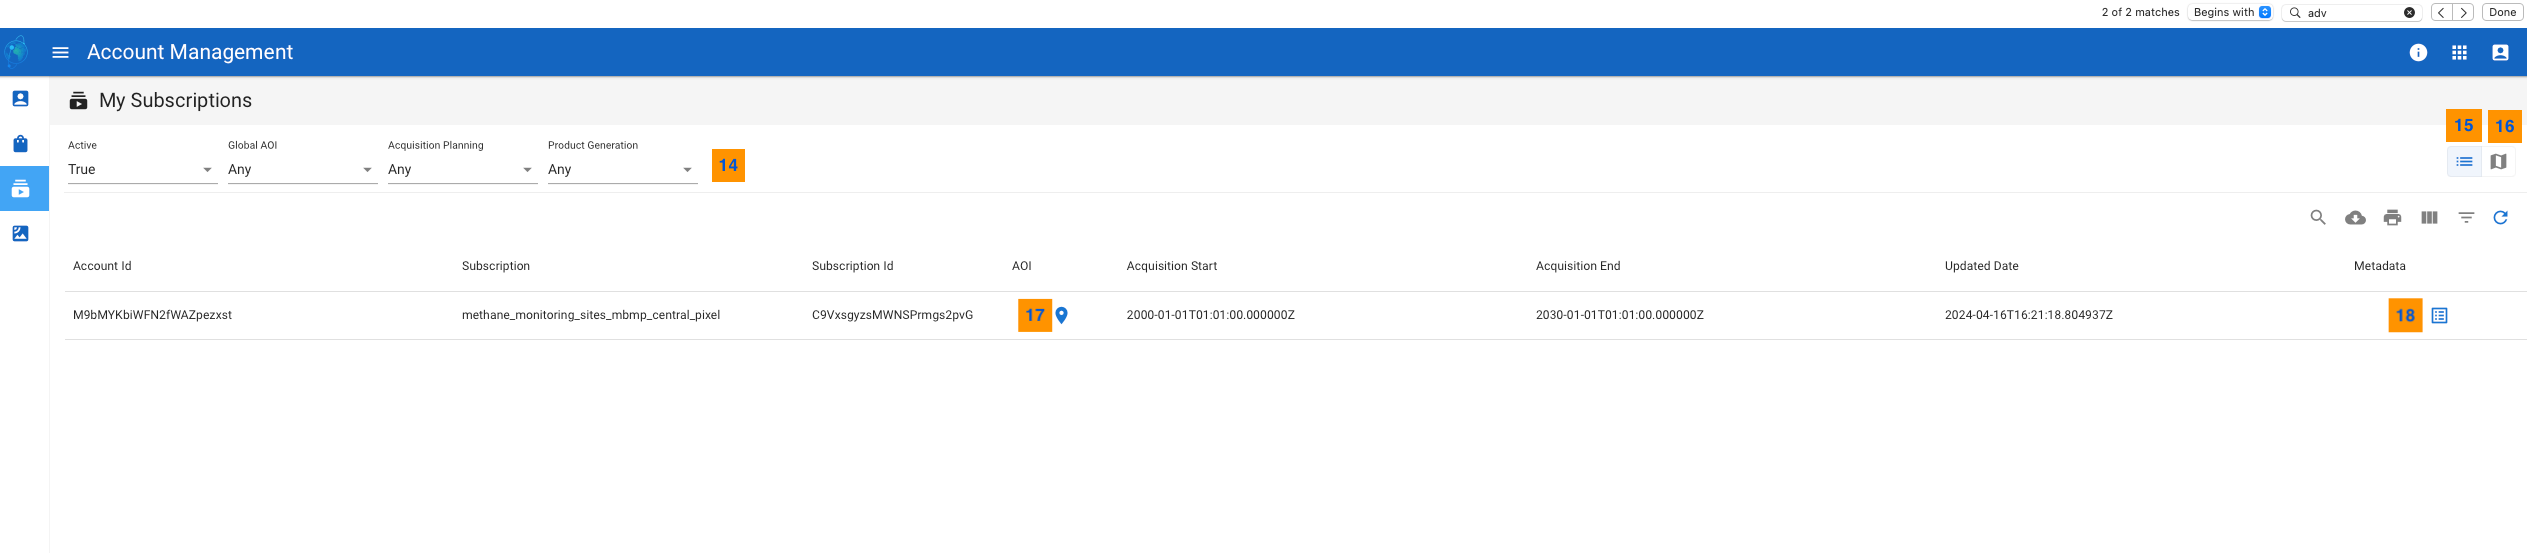 2 of 2 matches Begins with adv Done
Account Management
My Subscriptions
15 16
Active Global AOI Acquisition Planning Product Generation
True Any Any Any 14
Account Id Subscription Subscription Id AOI Acquisition Start Acquisition End Updated Date Metadata
M9bMYKbiWFN2fWAZpezxst methane_monitoring_sites_mbmp_central_pixel C9VxsgyzsMWNSPrmgs2pvG 17 2000-01-01T01:01:00.000000Z 2030-01-01T01:01:00.000000Z 2024-04-16T16:21:18.804937Z 18